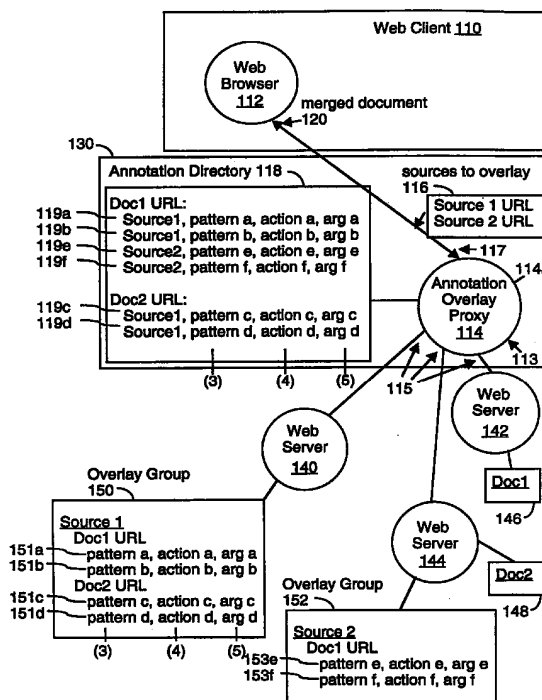 Web Client 110
Web
Browser
112
merged document
120
130
Annotation Directory 118
sources to overlay
116
Source 1 URL
Source 2 URL
117
Doc1 URL:
119a Source1, pattern a, action a, arg a
119b Source1, pattern b, action b, arg b
119e Source2, pattern e, action e, arg e
119f Source2, pattern f, action f, arg f
Doc2 URL:
119c Source1, pattern c, action c, arg c
119d Source1, pattern d, action d, arg d
(3) (4) (5)
114
Annotation
Overlay
Proxy
114
113
115
Web
Server
140
Web
Server
142
Doc1
146
Web
Server
144
Doc2
148
Overlay Group
150
Source 1
Doc1 URL
151a pattern a, action a, arg a
151b pattern b, action b, arg b
Doc2 URL
151c pattern c, action c, arg c
151d pattern d, action d, arg d
(3) (4) (5)
Overlay Group
152
Source 2
Doc1 URL
153e pattern e, action e, arg e
153f pattern f, action f, arg f